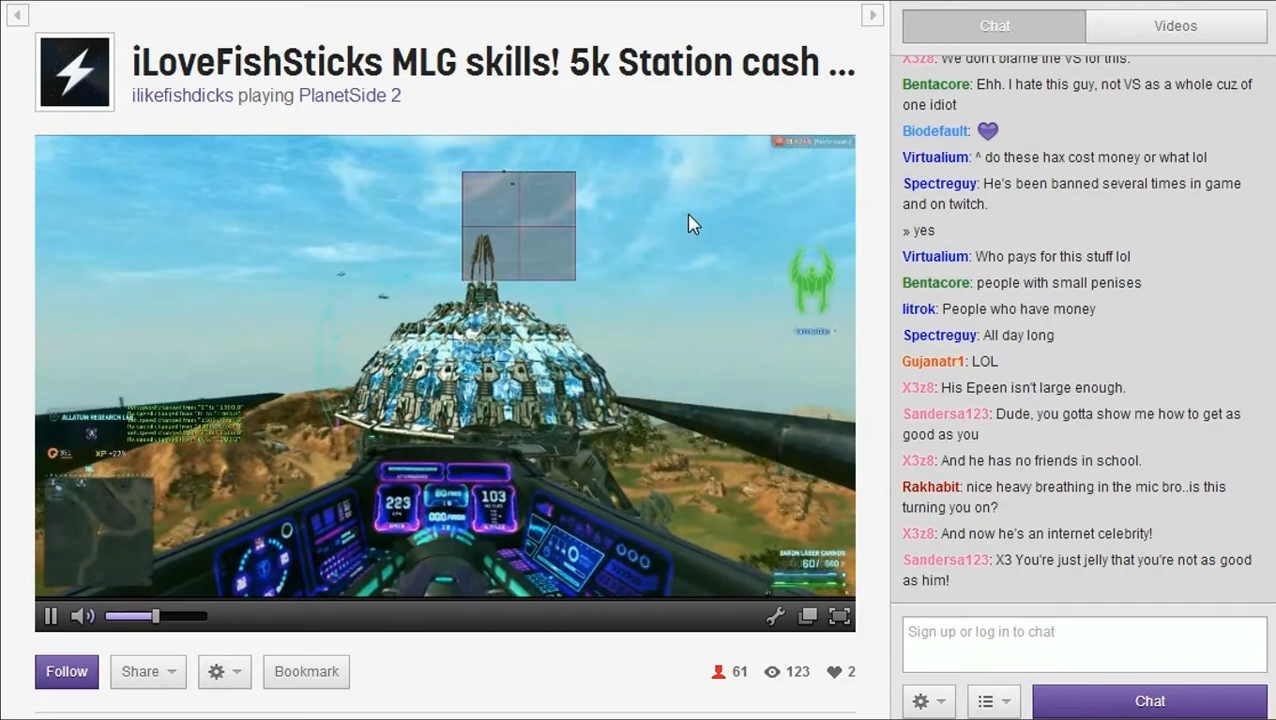 iLoveFishSticks MLG skills! 5k Station cash ...
ilikefishdicks playing PlanetSide 2
ALLATUM RESEARCH LAB
XP +225
223
103
60/ 660
Follow
Share
Bookmark
61
123
2
Chat
Videos
X3z8: We don't blame the VS for this.
Bentacore: Ehh. I hate this guy, not VS as a whole cuz of
one idiot
Biodefault:
Virtualium: ^ do these hax cost money or what lol
Spectreguy: He's been banned several times in game
and on twitch.
» yes
Virtualium: Who pays for this stuff lol
Bentacore: people with small penises
litrok: People who have money
Spectreguy: All day long
Gujanatr1: LOL
X3z8: His Epeen isn't large enough.
Sandersa123: Dude, you gotta show me how to get as
good as you
X3z8: And he has no friends in school.
Rakhabit: nice heavy breathing in the mic bro..is this
turning you on?
X3z8: And now he's an internet celebrity!
Sandersa123: X3 You're just jelly that you're not as good
as him!
Sign up or log in to chat
Chat